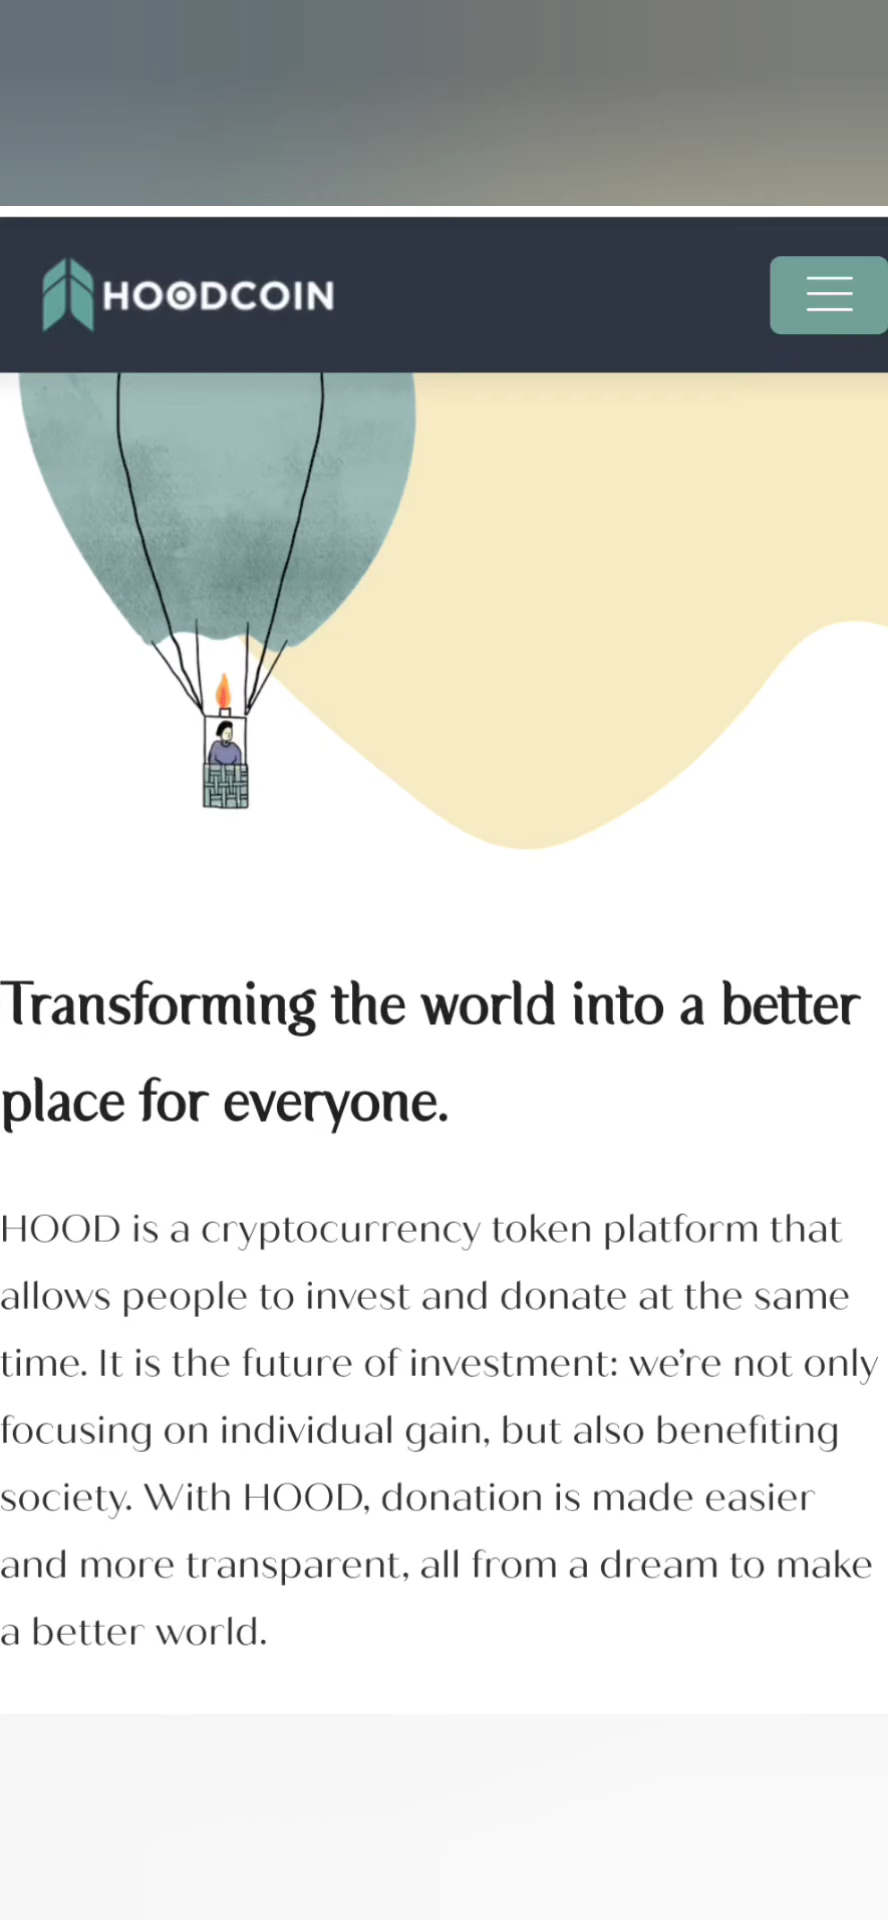 HOODCOIN
Transforming the world into a better
place for everyone.
HOOD is a cryptocurrency token platform that
allows people to invest and donate at the same
time. It is the future of investment: we’re not only
focusing on individual gain, but also benefiting
society. With HOOD, donation is made easier
and more transparent, all from a dream to make
a better world.